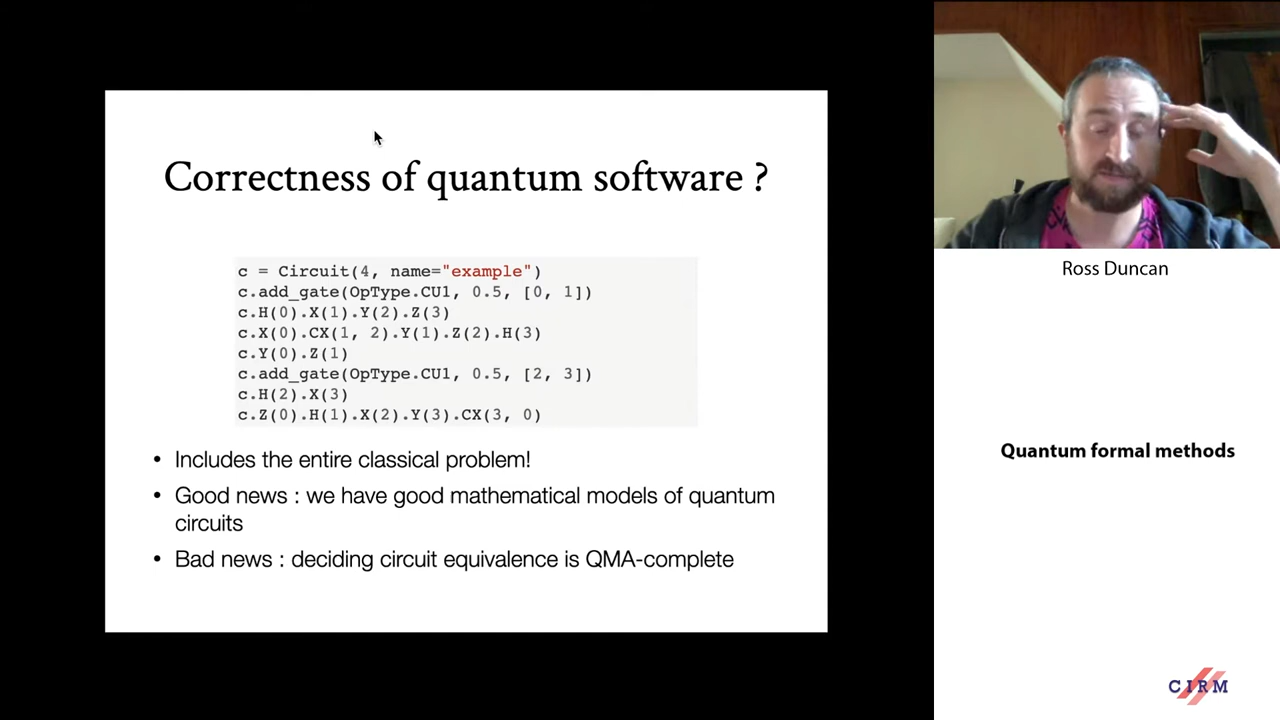 Correctness of quantum software ?
c = Circuit(4, name="example")
c.add_gate(OpType.CU1, 0.5, [0, 1])
c.H(0).X(1).Y(2).Z(3)
c.X(0).CX(1, 2).Y(1).Z(2).H(3)
c.Y(0).Z(1)
c.add_gate(OpType.CU1, 0.5, [2, 3])
c.H(2).X(3)
c.Z(0).H(1).X(2).Y(3).CX(3, 0)
• Includes the entire classical problem!
• Good news : we have good mathematical models of quantum
circuits
• Bad news : deciding circuit equivalence is QMA-complete
Ross Duncan
Quantum formal methods
CIRM